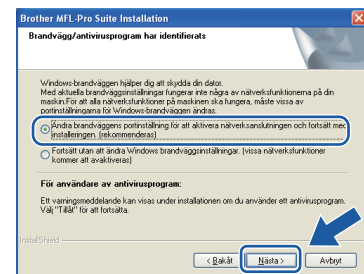 Brother MFL-Pro Suite Installation
Brandvägg/antivirusprogram har identifierats
Windows-brandväggen hjälper dig att skydda din dator.
Med aktuella brandväggsinställningar fungerar inte några av nätverksfunktionerna på din
maskin.För att alla nätverksfunktioner på maskinen ska fungera, måste vissa av
portinställningarna för Windows-brandväggen ändras.
Ändra brandväggens portinställning för att aktivera nätverksanslutningen och fortsätt med
installeringen. (rekommenderas)
Fortsätt utan att ändra Windows brandväggsinställningar. (vissa nätverksfunktioner
kommer att avaktiveras)
För användare av antivirusprogram:
Ett varningsmeddelande kan visas under installationen om du använder ett antivirusprogram.
Välj "Tillåt" för att fortsätta.
InstallShield
< Bakåt
Nästa >
Avbryt